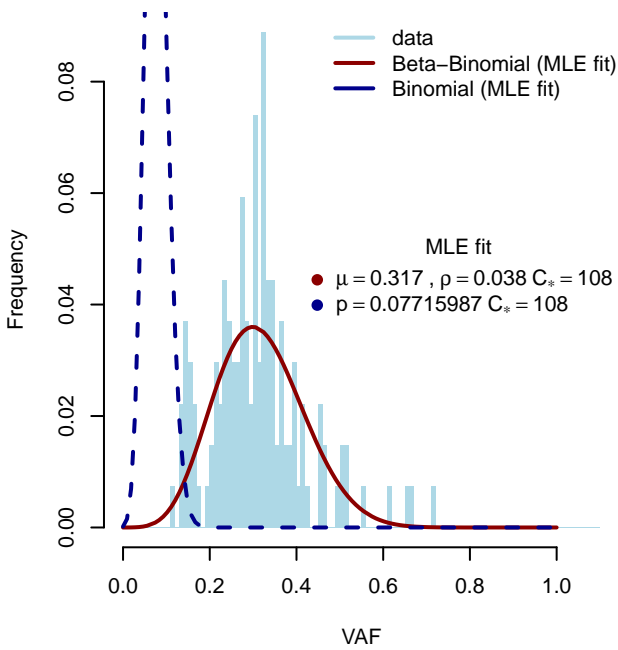 data
Beta−Binomial (MLE fit)
Binomial (MLE fit)
0.08
0.06
0.04
0.02
0.00
Frequency
MLE fit
μ = 0.317 , ρ = 0.038 C* = 108
p = 0.07715987 C* = 108
0.0 0.2 0.4 0.6 0.8 1.0
VAF